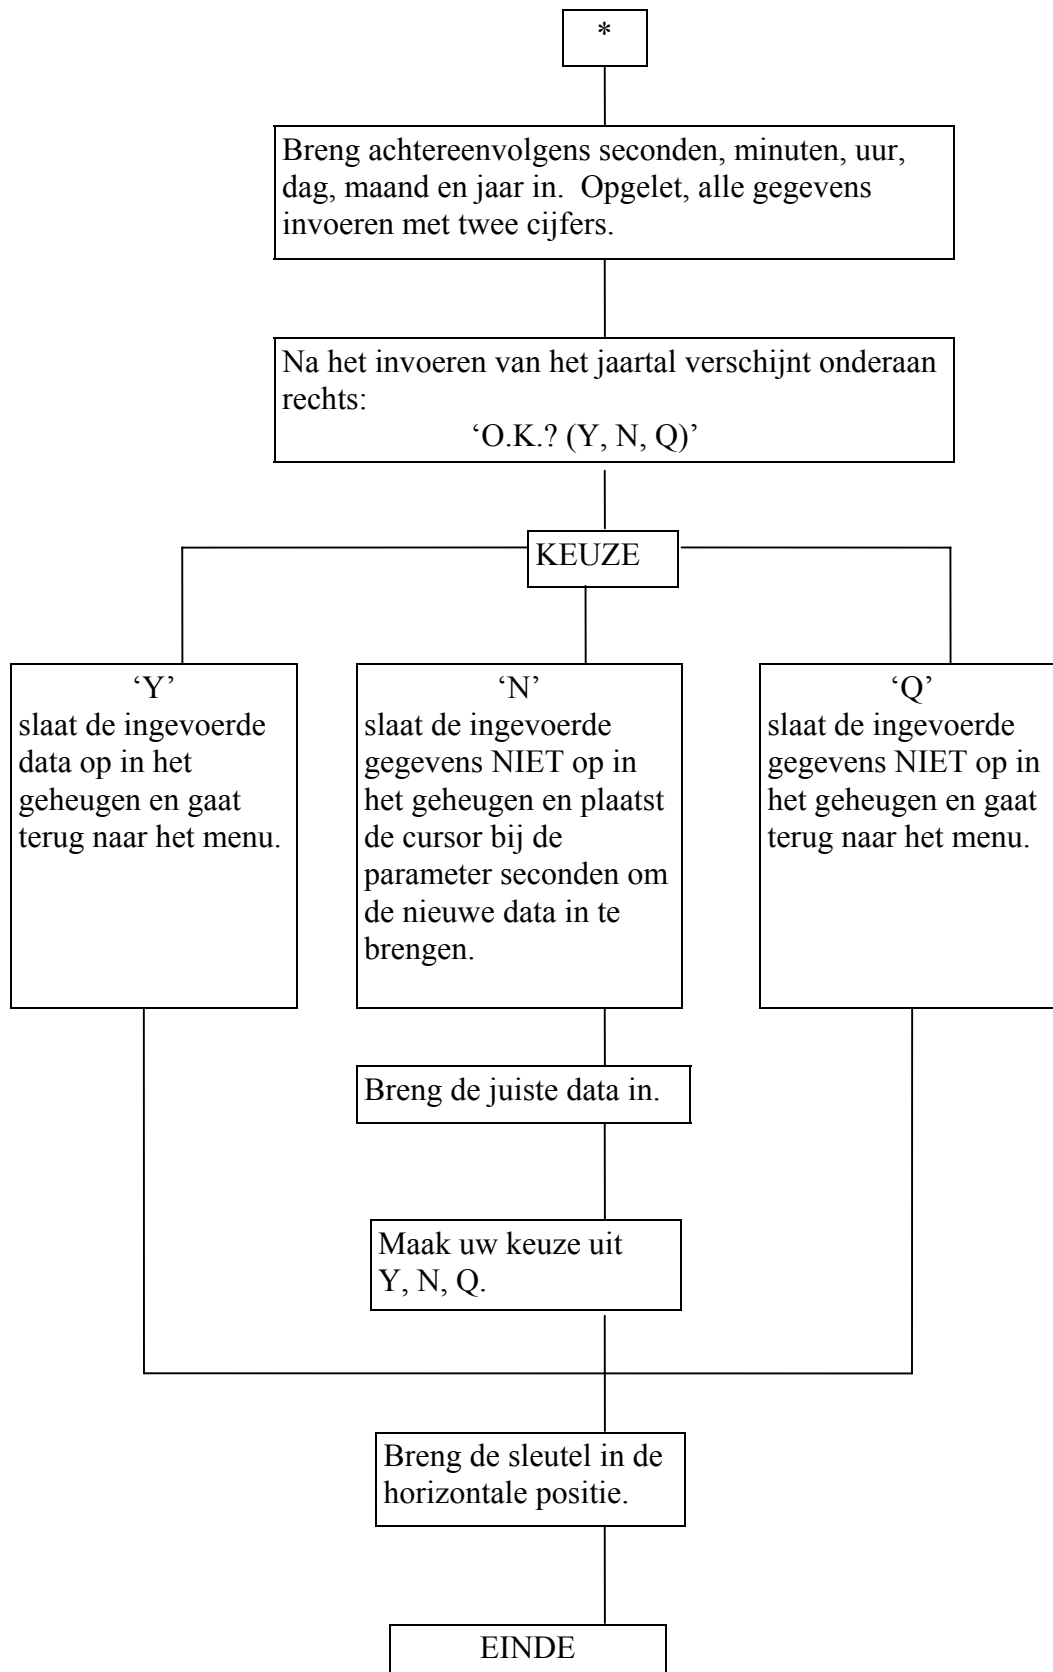 *
Breng achtereenvolgens seconden, minuten, uur,
dag, maand en jaar in.  Opgelet, alle gegevens
invoeren met twee cijfers.
Na het invoeren van het jaartal verschijnt onderaan
rechts:
‘O.K.? (Y, N, Q)’
KEUZE
‘Y’
slaat de ingevoerde
data op in het
geheugen en gaat
terug naar het menu.
‘N’
slaat de ingevoerde
gegevens NIET op in
het geheugen en plaatst
de cursor bij de
parameter seconden om
de nieuwe data in te
brengen.
‘Q’
slaat de ingevoerde
gegevens NIET op in
het geheugen en gaat
terug naar het menu.
Breng de juiste data in.
Maak uw keuze uit
Y, N, Q.
Breng de sleutel in de
horizontale positie.
EINDE